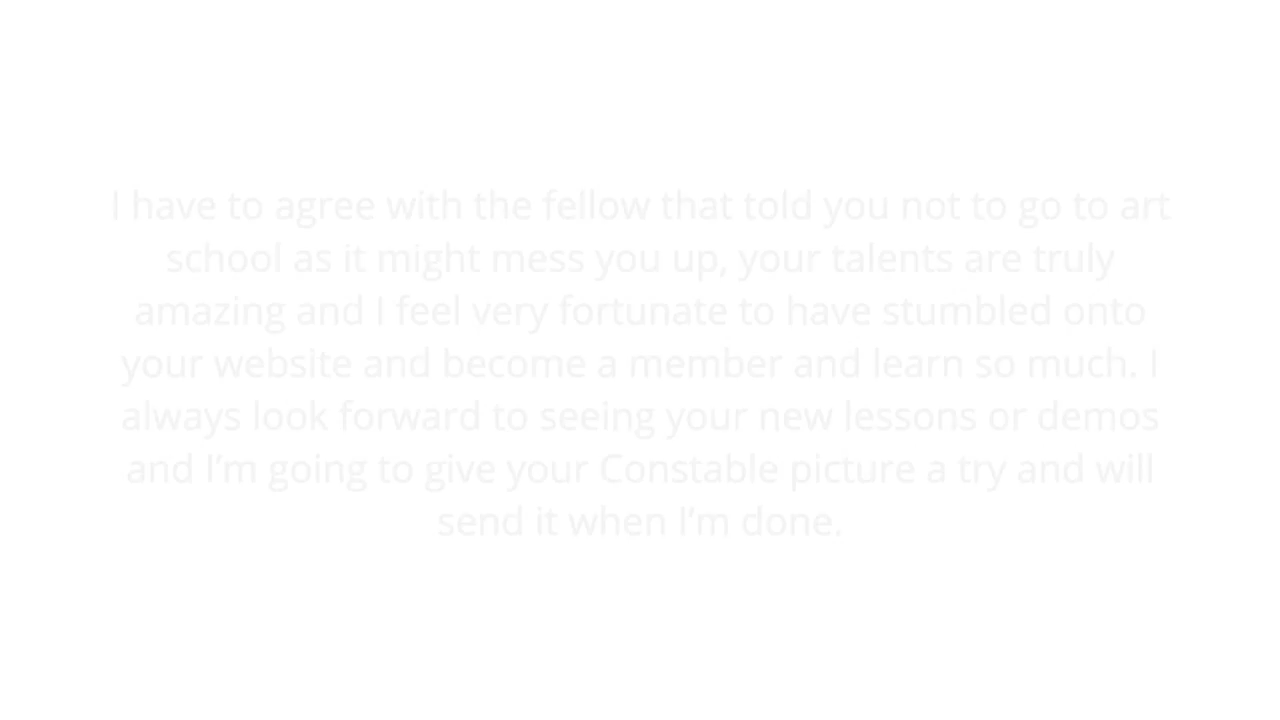 I have to agree with the fellow that told you not to go to art
school as it might mess you up, your talents are truly
amazing and I feel very fortunate to have stumbled onto
your website and become a member and learn so much. I
always look forward to seeing your new lessons or demos
and I’m going to give your Constable picture a try and will
send it when I’m done.